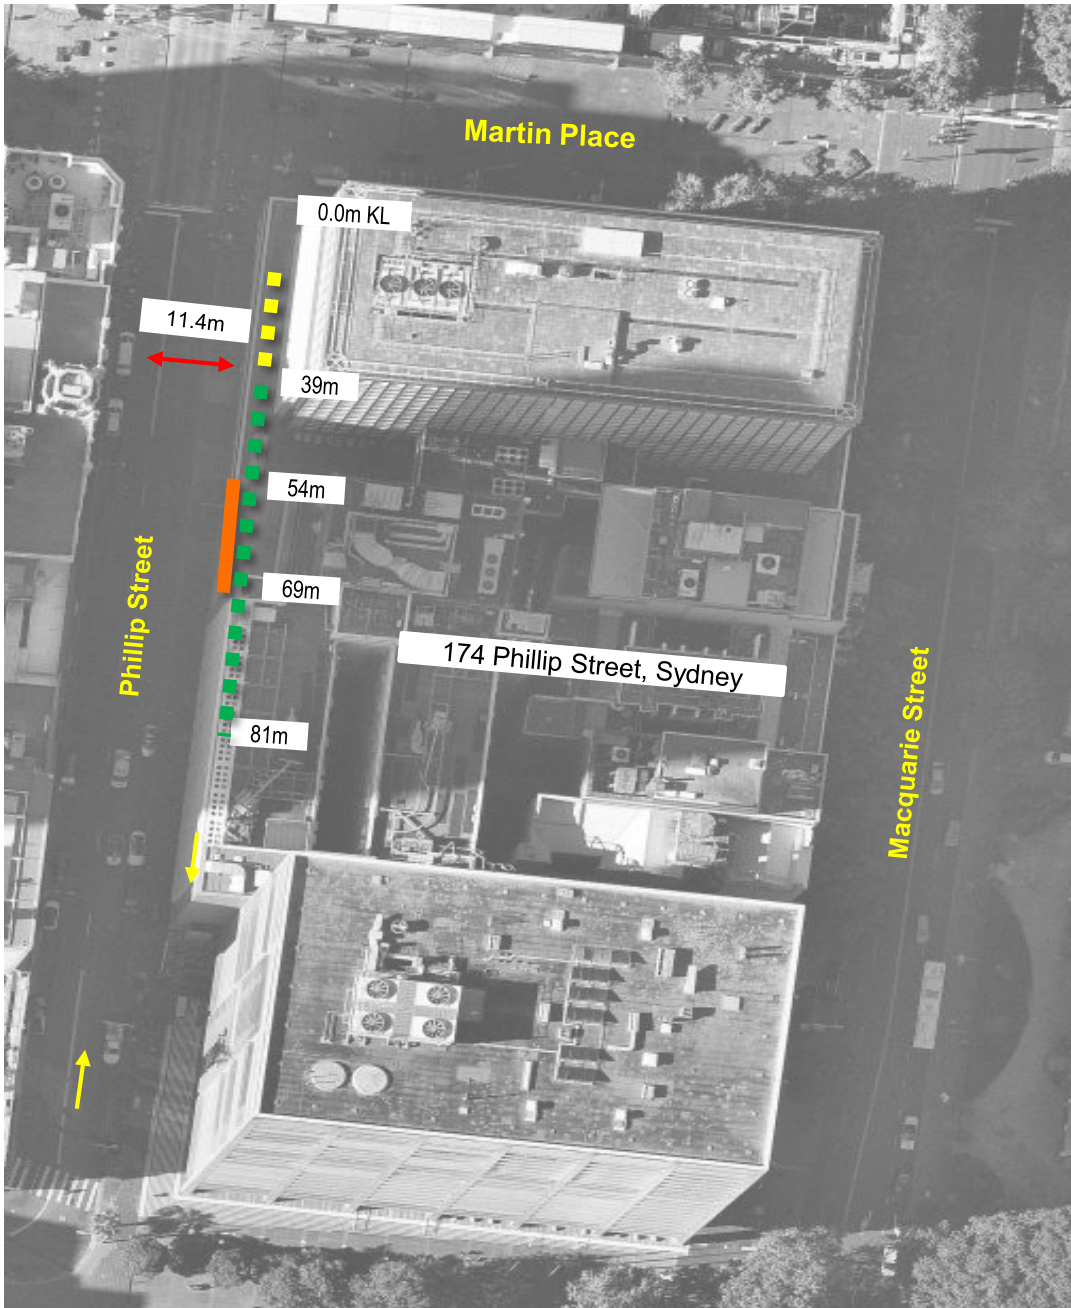 Martin Place
0.0m KL
11.4m
39m
54m
Phillip Street
69m
174 Phillip Street, Sydney
Macquarie Street
81m